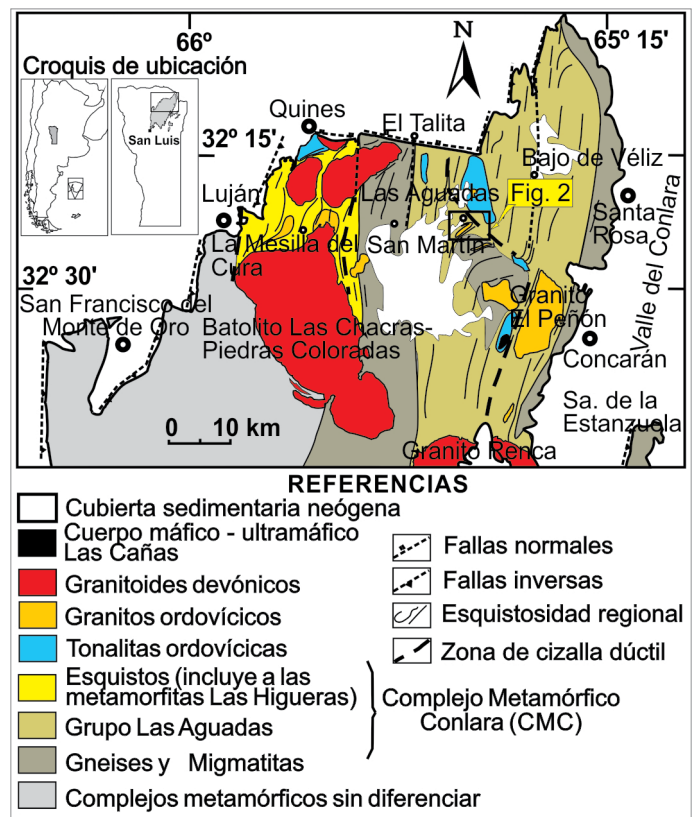 66º
65º 15'
N
Croquis de ubicación
San Luis
Quines
El Talita
32º 15'
Bajo de Véliz
Luján
Las Aguadas
Fig. 2
Santa
Rosa
La Mesilla del
Cura
San Martín
32º 30'
Valle del Conlara
San Francisco del
Monte de Oro
Granito
El Peñón
Batolito Las Chacras-
Piedras Coloradas
Concarán
Sa. de la
Estanzuela
0 10 km
Granito Renca
REFERENCIAS
Cubierta sedimentaria neógena
Cuerpo máfico - ultramáfico
Las Cañas
Granitoides devónicos
Granitos ordovícicos
Tonalitas ordovícicas
Esquistos (incluye a las
metamorfitas Las Higueras)
Grupo Las Aguadas
Gneises y Migmatitas
Complejos metamórficos sin diferenciar
Fallas normales
Fallas inversas
Esquistosidad regional
Zona de cizalla dúctil
Complejo Metamórfico
Conlara (CMC)